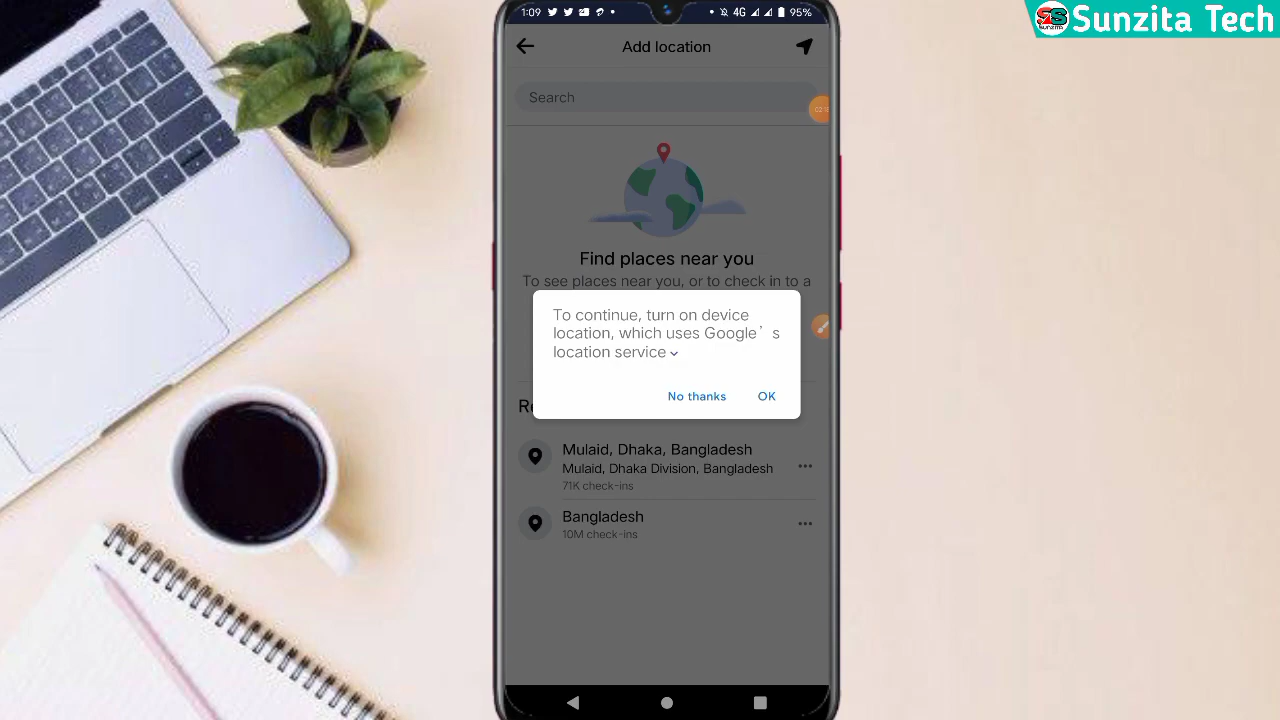 1:09
4G
95%
Sunzita Tech
Add location
Search
Find places near you
To see places near you, or to check in to a
To continue, turn on device
location, which uses Google's
location service
No thanks OK
Mulaid, Dhaka, Bangladesh
Mulaid, Dhaka Division, Bangladesh
71K check-ins
Bangladesh
10M check-ins